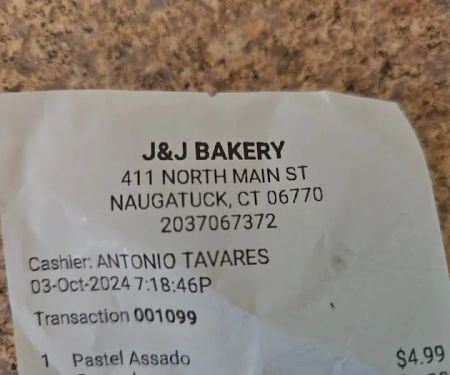 J&J BAKERY
411 NORTH MAIN ST
NAUGATUCK, CT 06770
2037067372
Cashier: ANTONIO TAVARES
03-Oct-2024 7:18:46P
Transaction 001099
1 Pastel Assado $4.99